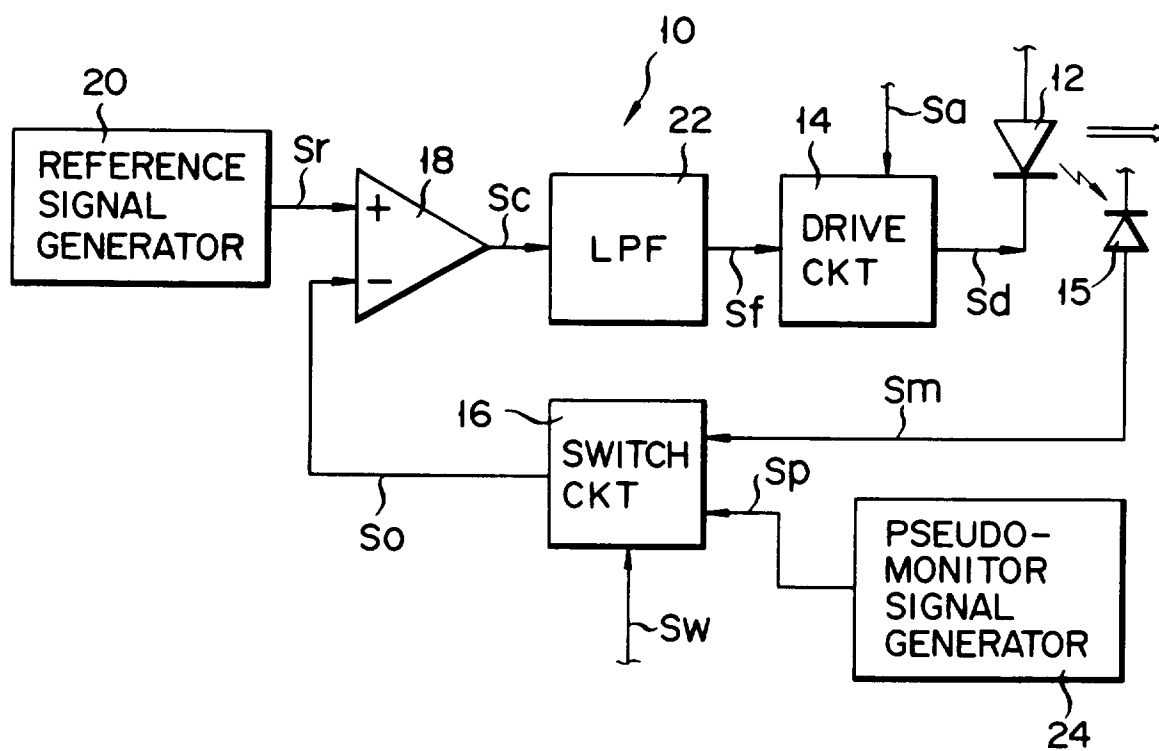 10
20
REFERENCE
SIGNAL
GENERATOR
Sr
+
−
18
Sc
22
LPF
Sf
14
DRIVE
CKT
Sa
Sd
12
15
16
SWITCH
CKT
Sm
Sp
So
Sw
PSEUDO-
MONITOR
SIGNAL
GENERATOR
24